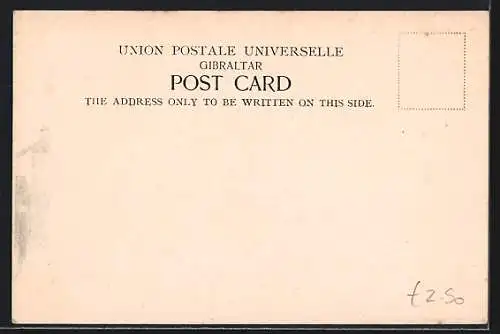 UNION POSTALE UNIVERSELLE
GIBRALTAR
POST CARD
THE ADDRESS ONLY TO BE WRITTEN ON THIS SIDE.
£2-50